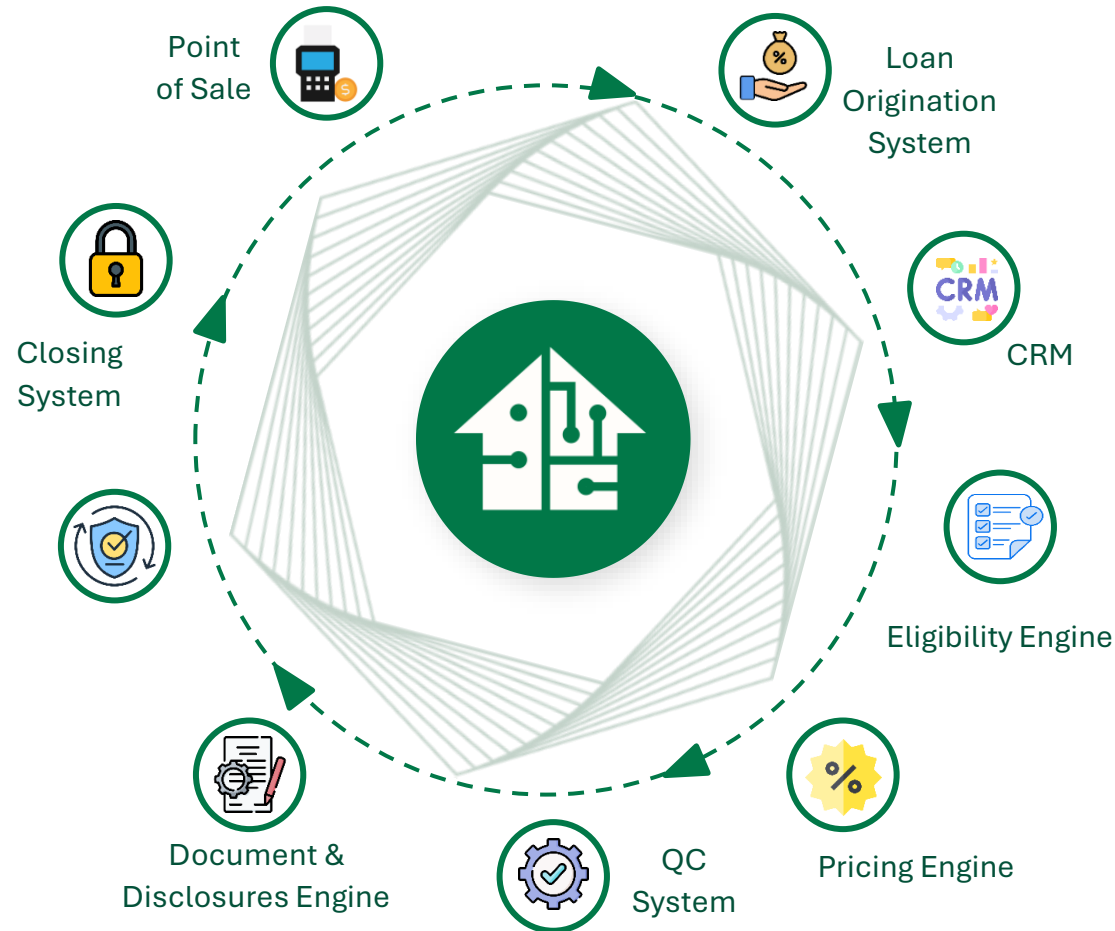 Point
of Sale
Loan
Origination
System
CRM
CRM
Eligibility Engine
Pricing Engine
QC
System
Document &
Disclosures Engine
Closing
System